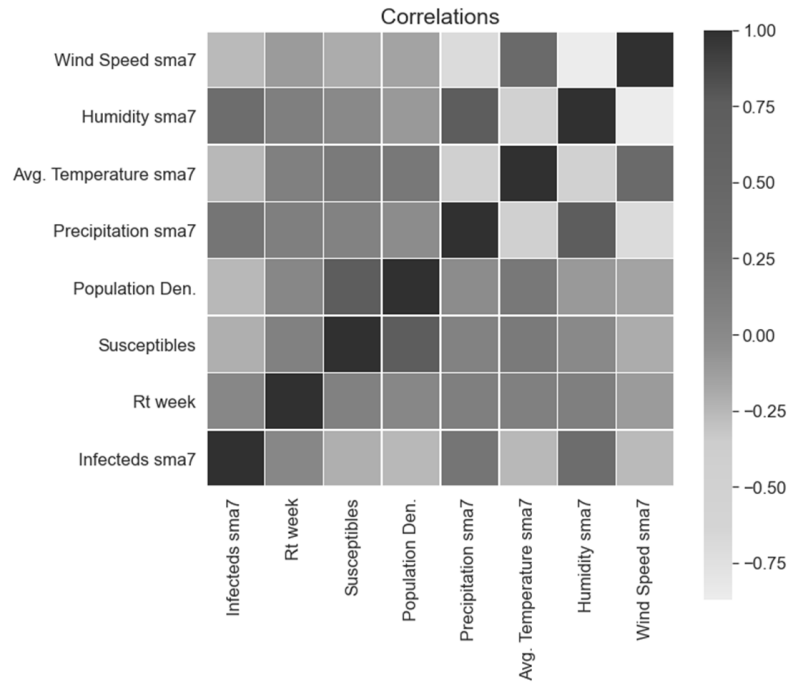 Correlations
Wind Speed sma7
Humidity sma7
Avg. Temperature sma7
Precipitation sma7
Population Den.
Susceptibles
Rt week
Infecteds sma7
Infecteds sma7
Rt week
Susceptibles
Population Den.
Precipitation sma7
Avg. Temperature sma7
Humidity sma7
Wind Speed sma7
1.00
0.75
0.50
0.25
0.00
−0.25
−0.50
−0.75